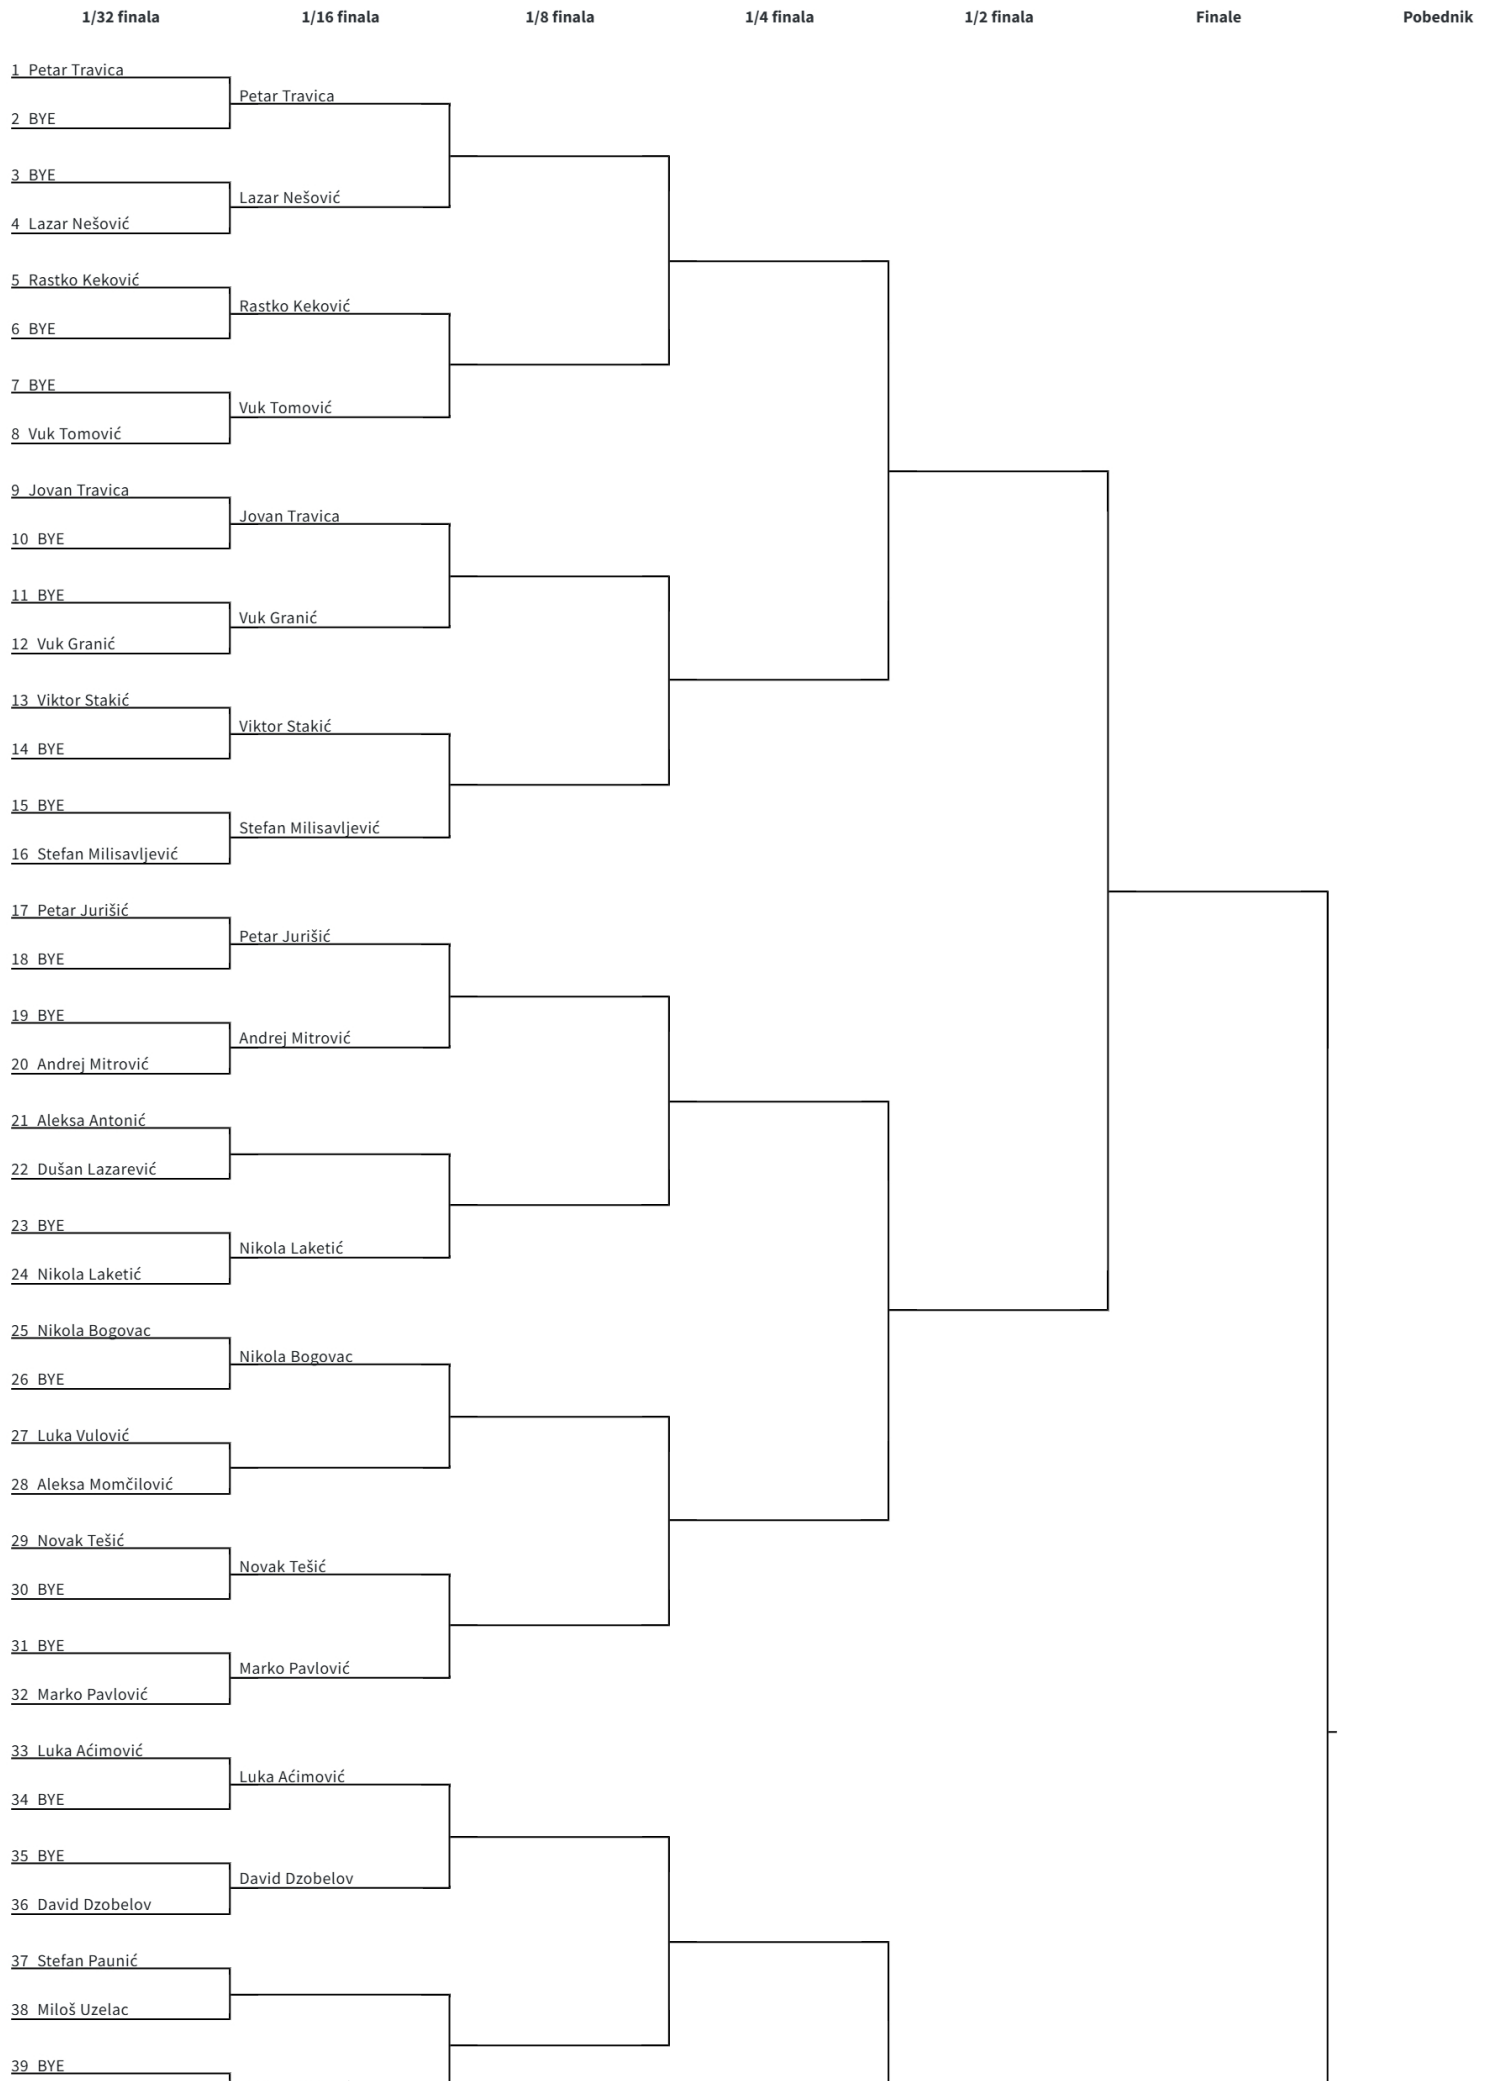 1/32 finala 1/16 finala 1/8 finala 1/4 finala 1/2 finala Finale Pobednik
1 Petar Travica
Petar Travica
2 BYE
3 BYE
Lazar Nešović
4 Lazar Nešović
5 Rastko Keković
Rastko Keković
6 BYE
7 BYE
Vuk Tomović
8 Vuk Tomović
9 Jovan Travica
Jovan Travica
10 BYE
11 BYE
Vuk Granić
12 Vuk Granić
13 Viktor Stakić
Viktor Stakić
14 BYE
15 BYE
Stefan Milisavljević
16 Stefan Milisavljević
17 Petar Jurišić
Petar Jurišić
18 BYE
19 BYE
Andrej Mitrović
20 Andrej Mitrović
21 Aleksa Antonić
22 Dušan Lazarević
23 BYE
Nikola Laketić
24 Nikola Laketić
25 Nikola Bogovac
Nikola Bogovac
26 BYE
27 Luka Vulović
28 Aleksa Momčilović
29 Novak Tešić
Novak Tešić
30 BYE
31 BYE
Marko Pavlović
32 Marko Pavlović
33 Luka Aćimović
Luka Aćimović
34 BYE
35 BYE
David Dzobelov
36 David Dzobelov
37 Stefan Paunić
38 Miloš Uzelac
39 BYE